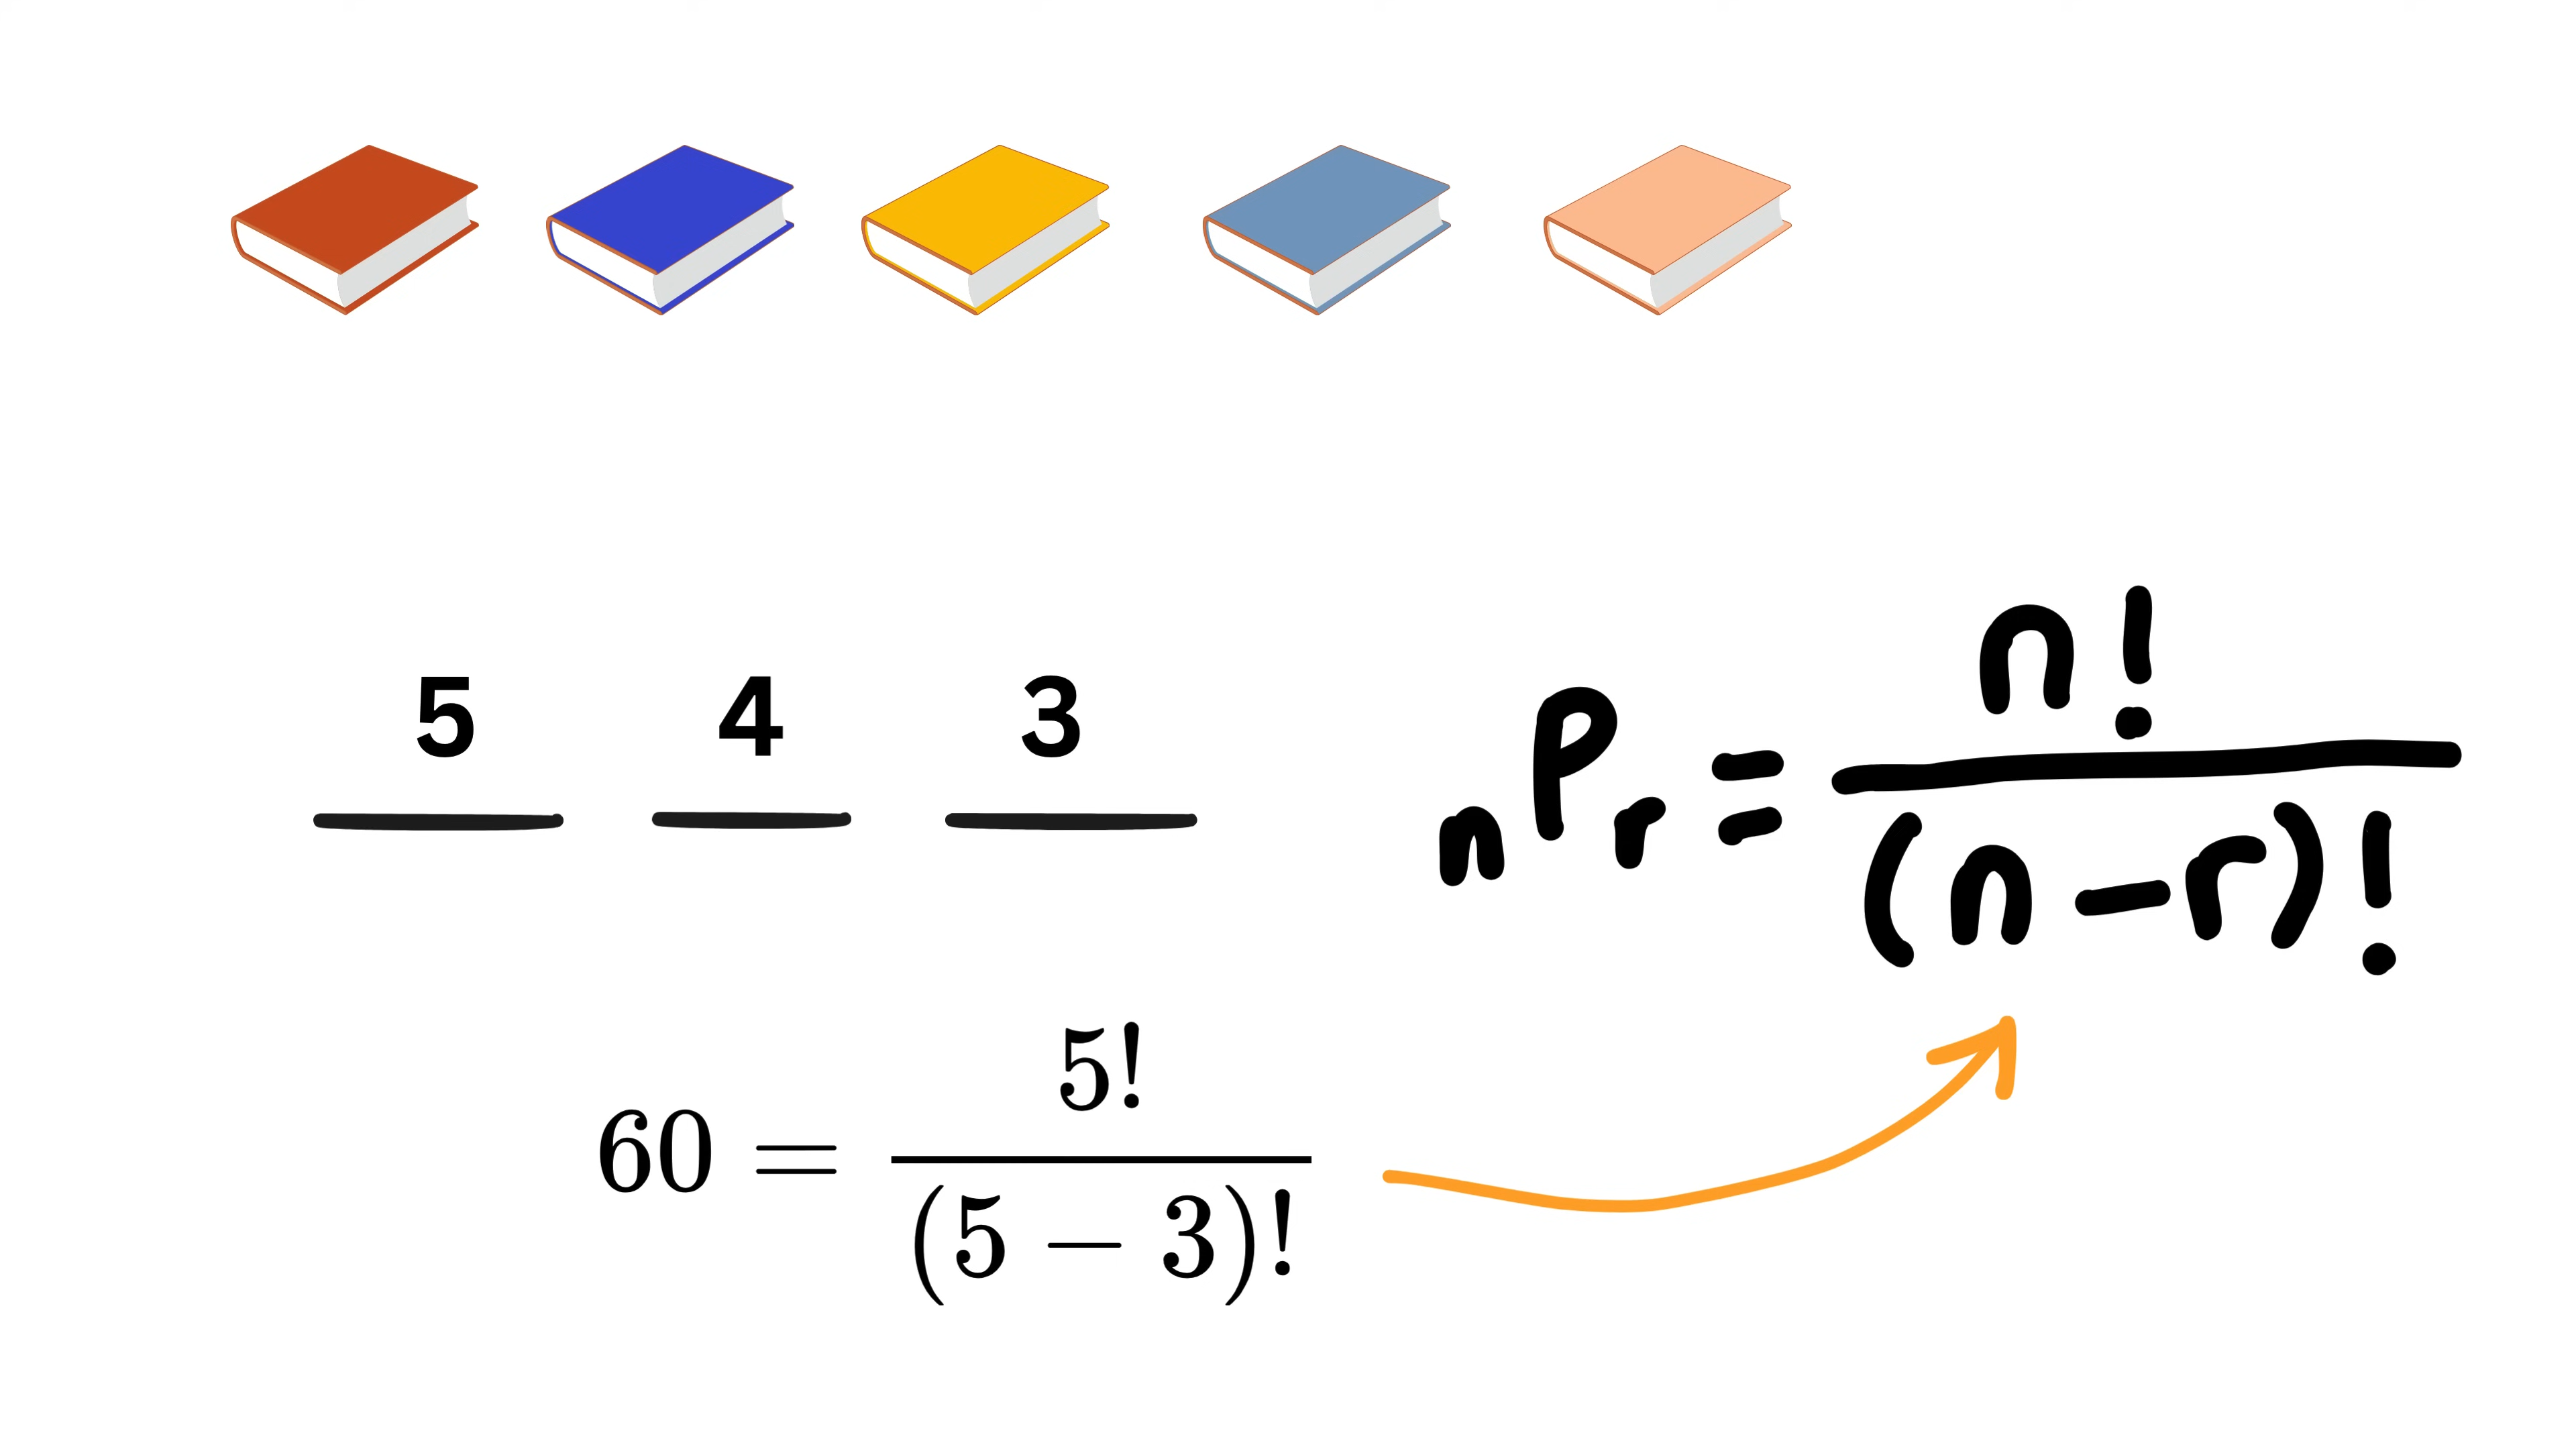 5 4 3
nPr = n! / (n-r)!
60 = 5! / (5 - 3)!